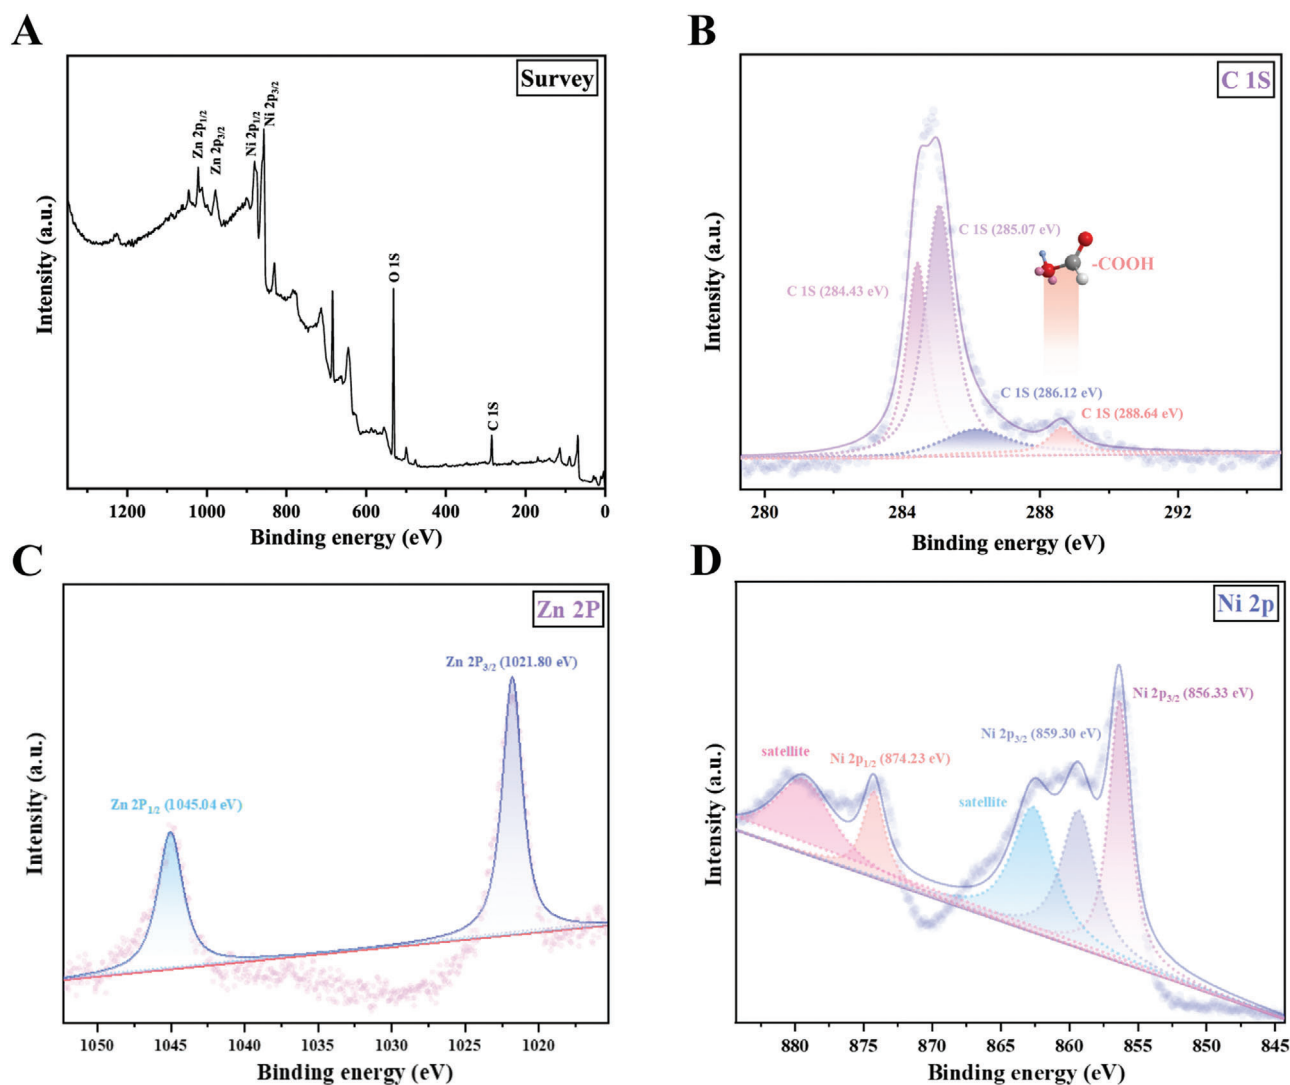 A
Survey
Zn 2p1/2
Zn 2p3/2
Ni 2p1/2
Ni 2p3/2
O 1S
C 1S
Intensity (a.u.)
1200 1000 800 600 400 200 0
Binding energy (eV)
B
C 1S
C 1S (285.07 eV)
-COOH
C 1S (284.43 eV)
C 1S (286.12 eV)
C 1S (288.64 eV)
Intensity (a.u.)
280 284 288 292
Binding energy (eV)
C
Zn 2P
Zn 2P3/2 (1021.80 eV)
Zn 2P1/2 (1045.04 eV)
Intensity (a.u.)
1050 1045 1040 1035 1030 1025 1020
Binding energy (eV)
D
Ni 2p
Ni 2p3/2 (856.33 eV)
Ni 2p3/2 (859.30 eV)
satellite
Ni 2p1/2 (874.23 eV)
satellite
Intensity (a.u.)
880 875 870 865 860 855 850 845
Binding energy (eV)